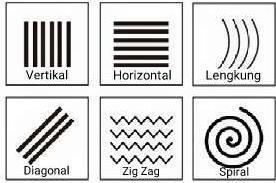 Vertikal
Horizontal
Lengkung
Diagonal
Zig Zag
Spiral